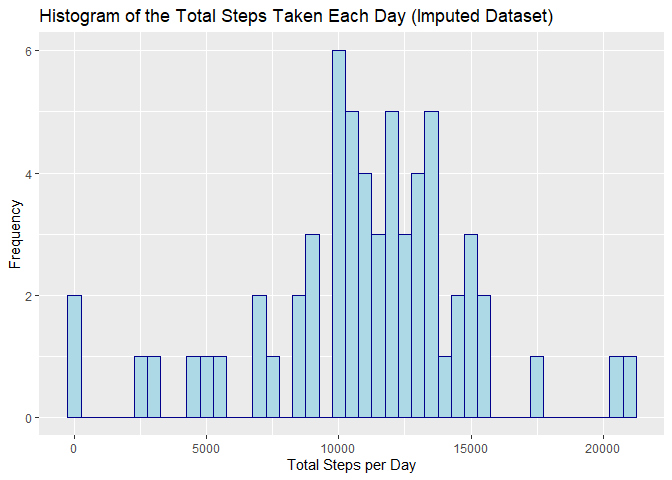 Histogram of the Total Steps Taken Each Day (Imputed Dataset)
6
4
2
0
Frequency
0 5000 10000 15000 20000
Total Steps per Day